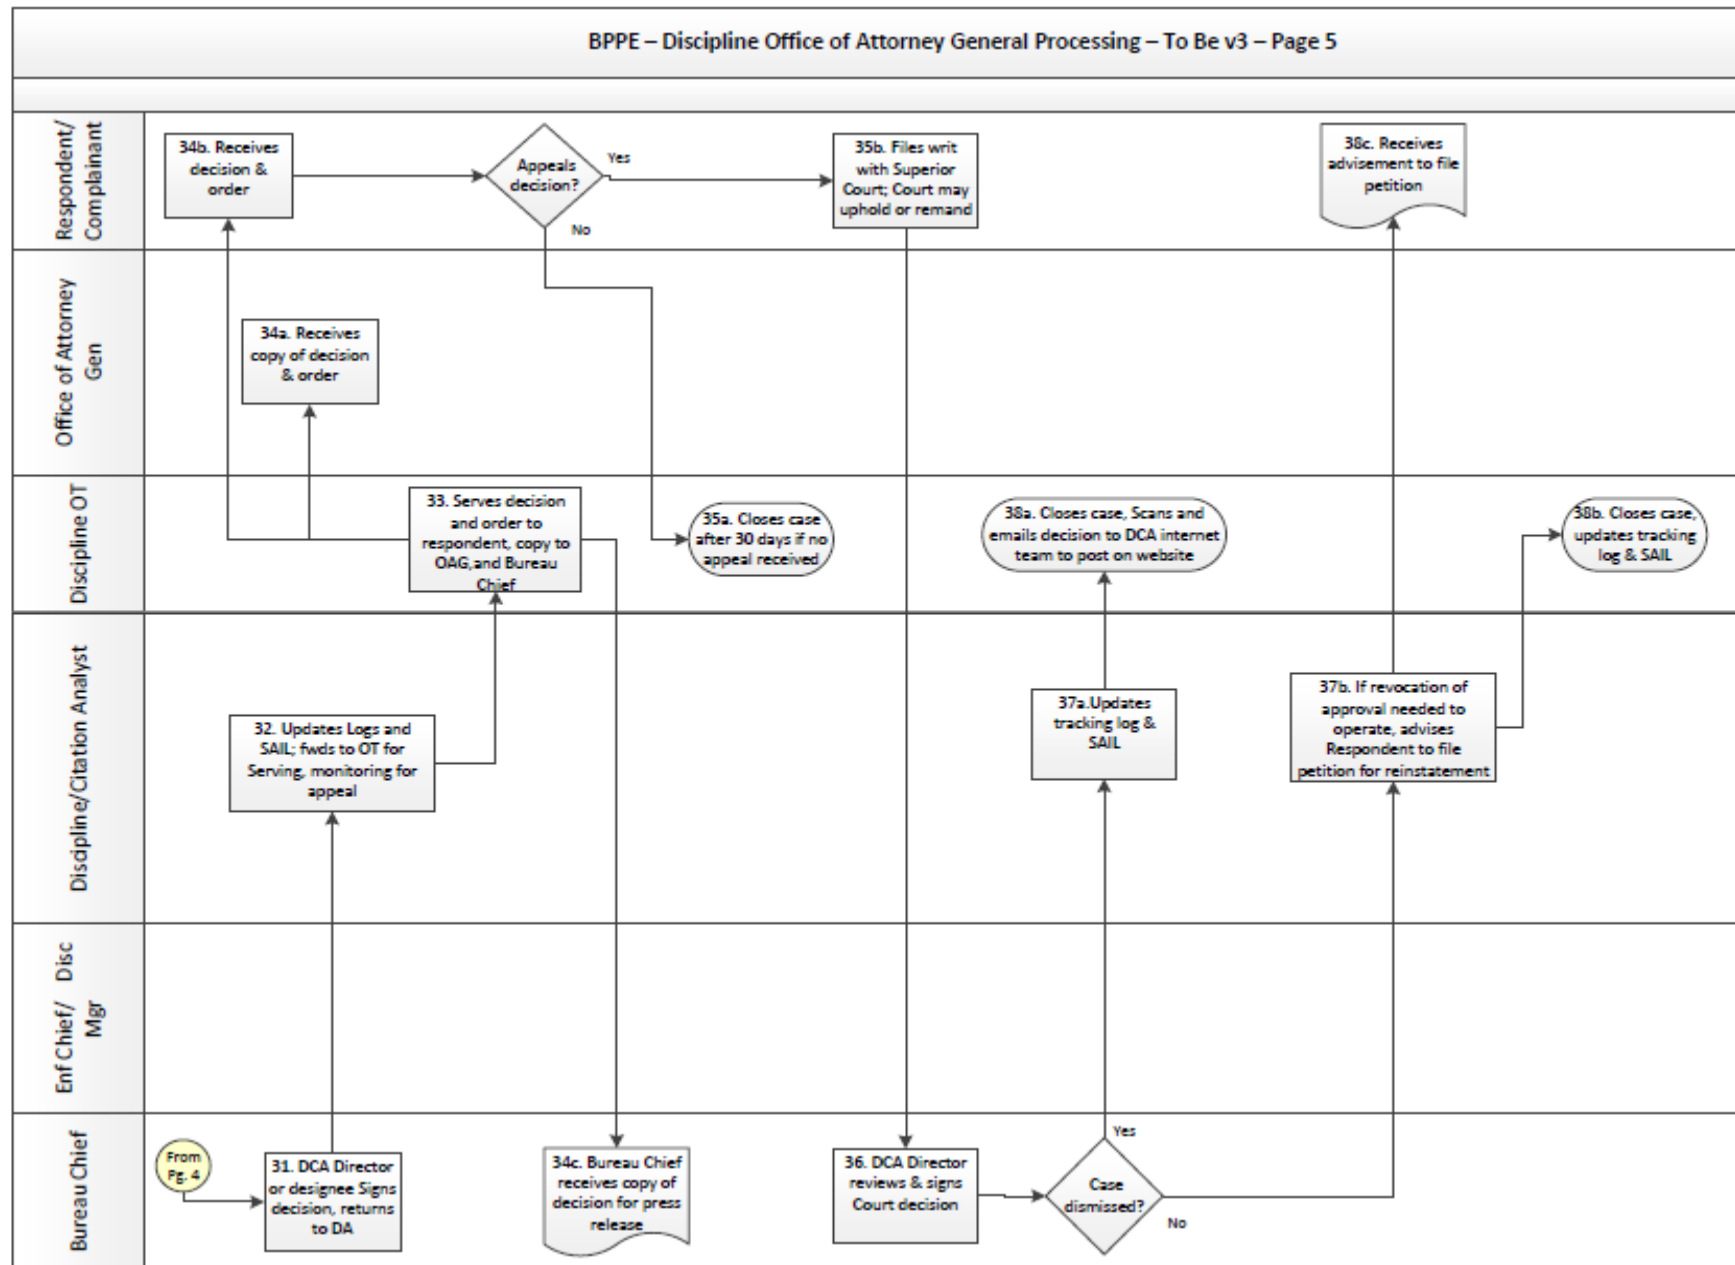 BPPE – Discipline Office of Attorney General Processing – To Be v3 – Page 5
Respondent/
Complainant
34b. Receives
decision &
order
Appeals
decision?
Yes
No
35b. Files writ
with Superior
Court; Court may
uphold or remand
38c. Receives
advisement to file
petition
Office of Attorney
Gen
34a. Receives
copy of decision
& order
Discipline OT
33. Serves decision
and order to
respondent, copy to
OAG,and Bureau
Chief
35a. Closes case
after 30 days if no
appeal received
38a. Closes case, Scans and
emails decision to DCA internet
team to post on website
38b. Closes case,
updates tracking
log & SAIL
Discipline/Citation Analyst
32. Updates Logs and
SAIL; fwds to OT for
Serving, monitoring for
appeal
37a.Updates
tracking log &
SAIL
37b. If revocation of
approval needed to
operate, advises
Respondent to file
petition for reinstatement
Enf Chief/ Disc
Mgr
Bureau Chief
From
Pg. 4
31. DCA Director
or designee Signs
decision, returns
to DA
34c. Bureau Chief
receives copy of
decision for press
release
36. DCA Director
reviews & signs
Court decision
Case
dismissed?
Yes
No